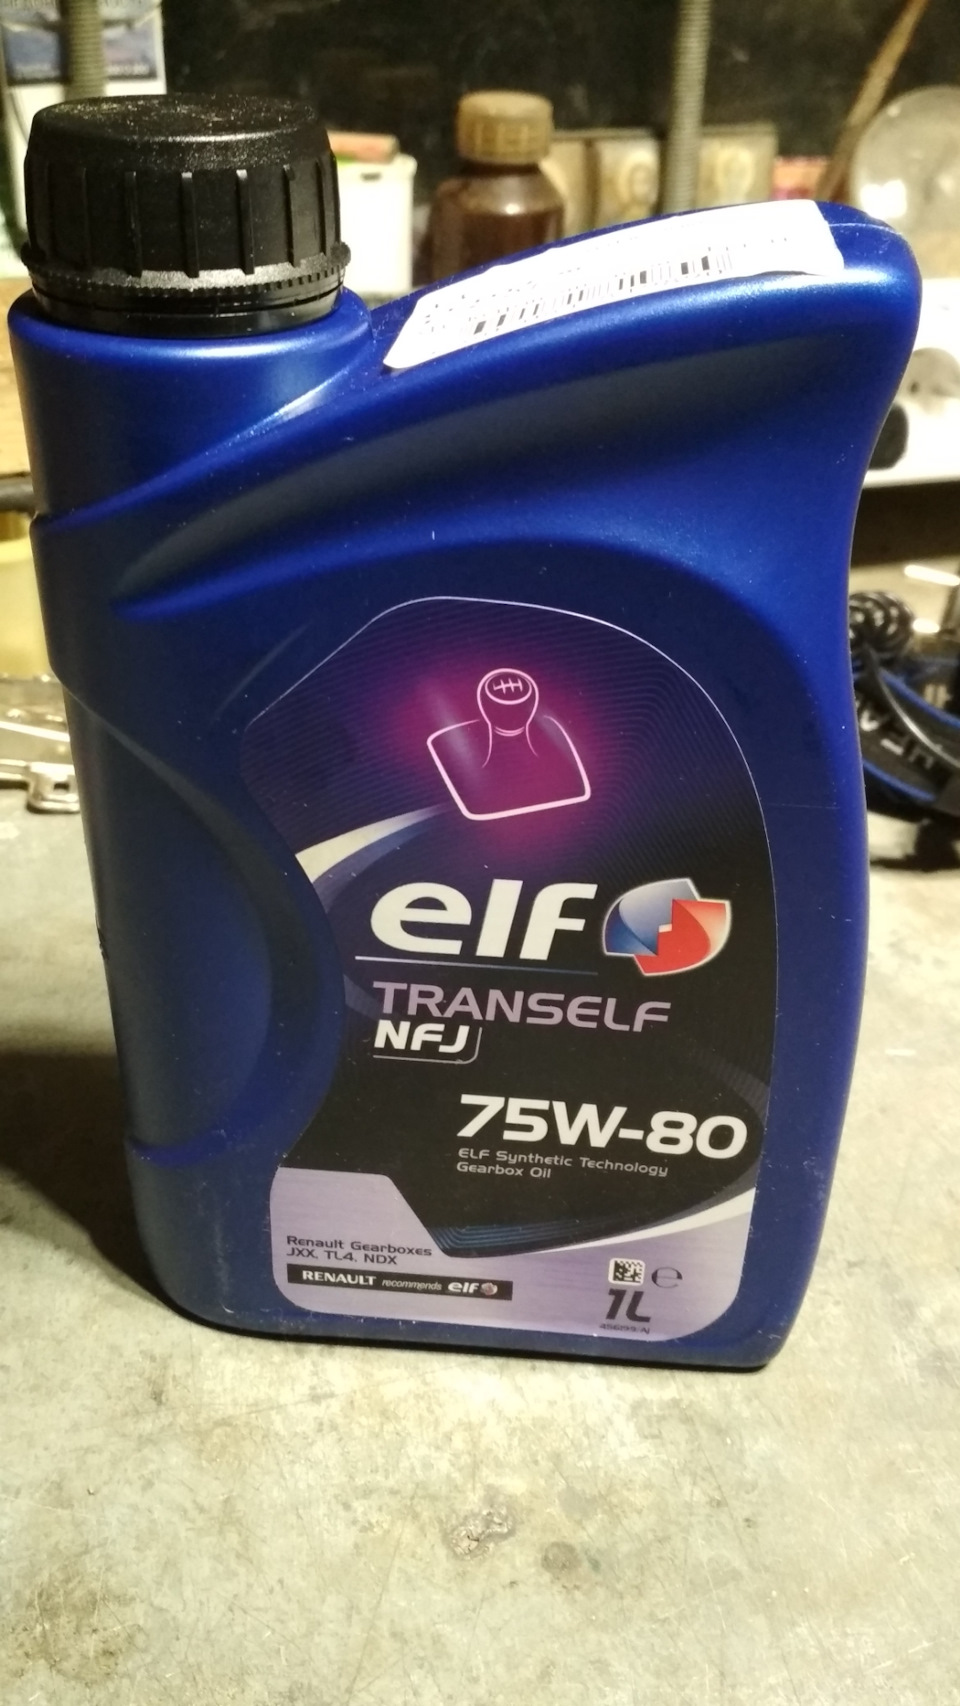 elf
TRANSELF
NFJ
75W-80
ELF Synthetic Technology
Gearbox Oil
Renault Gearboxes
JXX, TL4, NDX
RENAULT recommends elf
e
1L